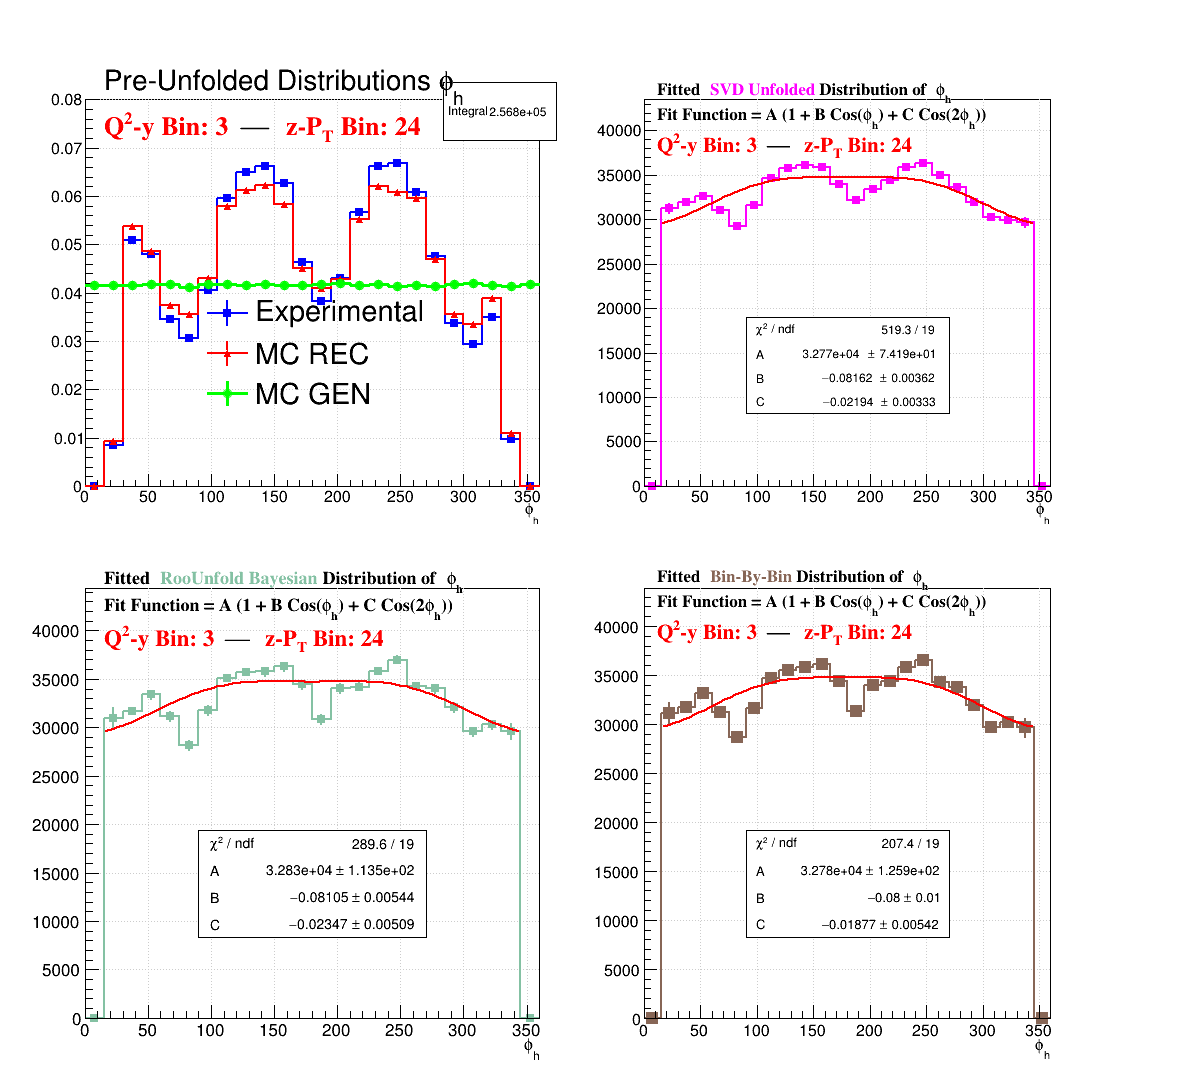 Pre-Unfolded Distributions ϕh
Integral 2.568e+05
Q²-y Bin: 3 — z-PT Bin: 24
0.08
0.07
0.06
0.05
0.04
0.03
0.02
0.01
0
Experimental
MC REC
MC GEN
0 50 100 150 200 250 300 350
ϕh
Fitted SVD Unfolded Distribution of ϕh
Fit Function = A (1 + B Cos(ϕh) + C Cos(2ϕh))
Q²-y Bin: 3 — z-PT Bin: 24
40000
35000
30000
25000
20000
15000
10000
5000
0
χ² / ndf 519.3 / 19
A 3.277e+04 ± 7.419e+01
B −0.08162 ± 0.00362
C −0.02194 ± 0.00333
0 50 100 150 200 250 300 350
ϕh
Fitted RooUnfold Bayesian Distribution of ϕh
Fit Function = A (1 + B Cos(ϕh) + C Cos(2ϕh))
Q²-y Bin: 3 — z-PT Bin: 24
40000
35000
30000
25000
20000
15000
10000
5000
0
χ² / ndf 289.6 / 19
A 3.283e+04 ± 1.135e+02
B −0.08105 ± 0.00544
C −0.02347 ± 0.00509
0 50 100 150 200 250 300 350
ϕh
Fitted Bin-By-Bin Distribution of ϕh
Fit Function = A (1 + B Cos(ϕh) + C Cos(2ϕh))
Q²-y Bin: 3 — z-PT Bin: 24
40000
35000
30000
25000
20000
15000
10000
5000
0
χ² / ndf 207.4 / 19
A 3.278e+04 ± 1.259e+02
B −0.08 ± 0.01
C −0.01877 ± 0.00542
0 50 100 150 200 250 300 350
ϕh